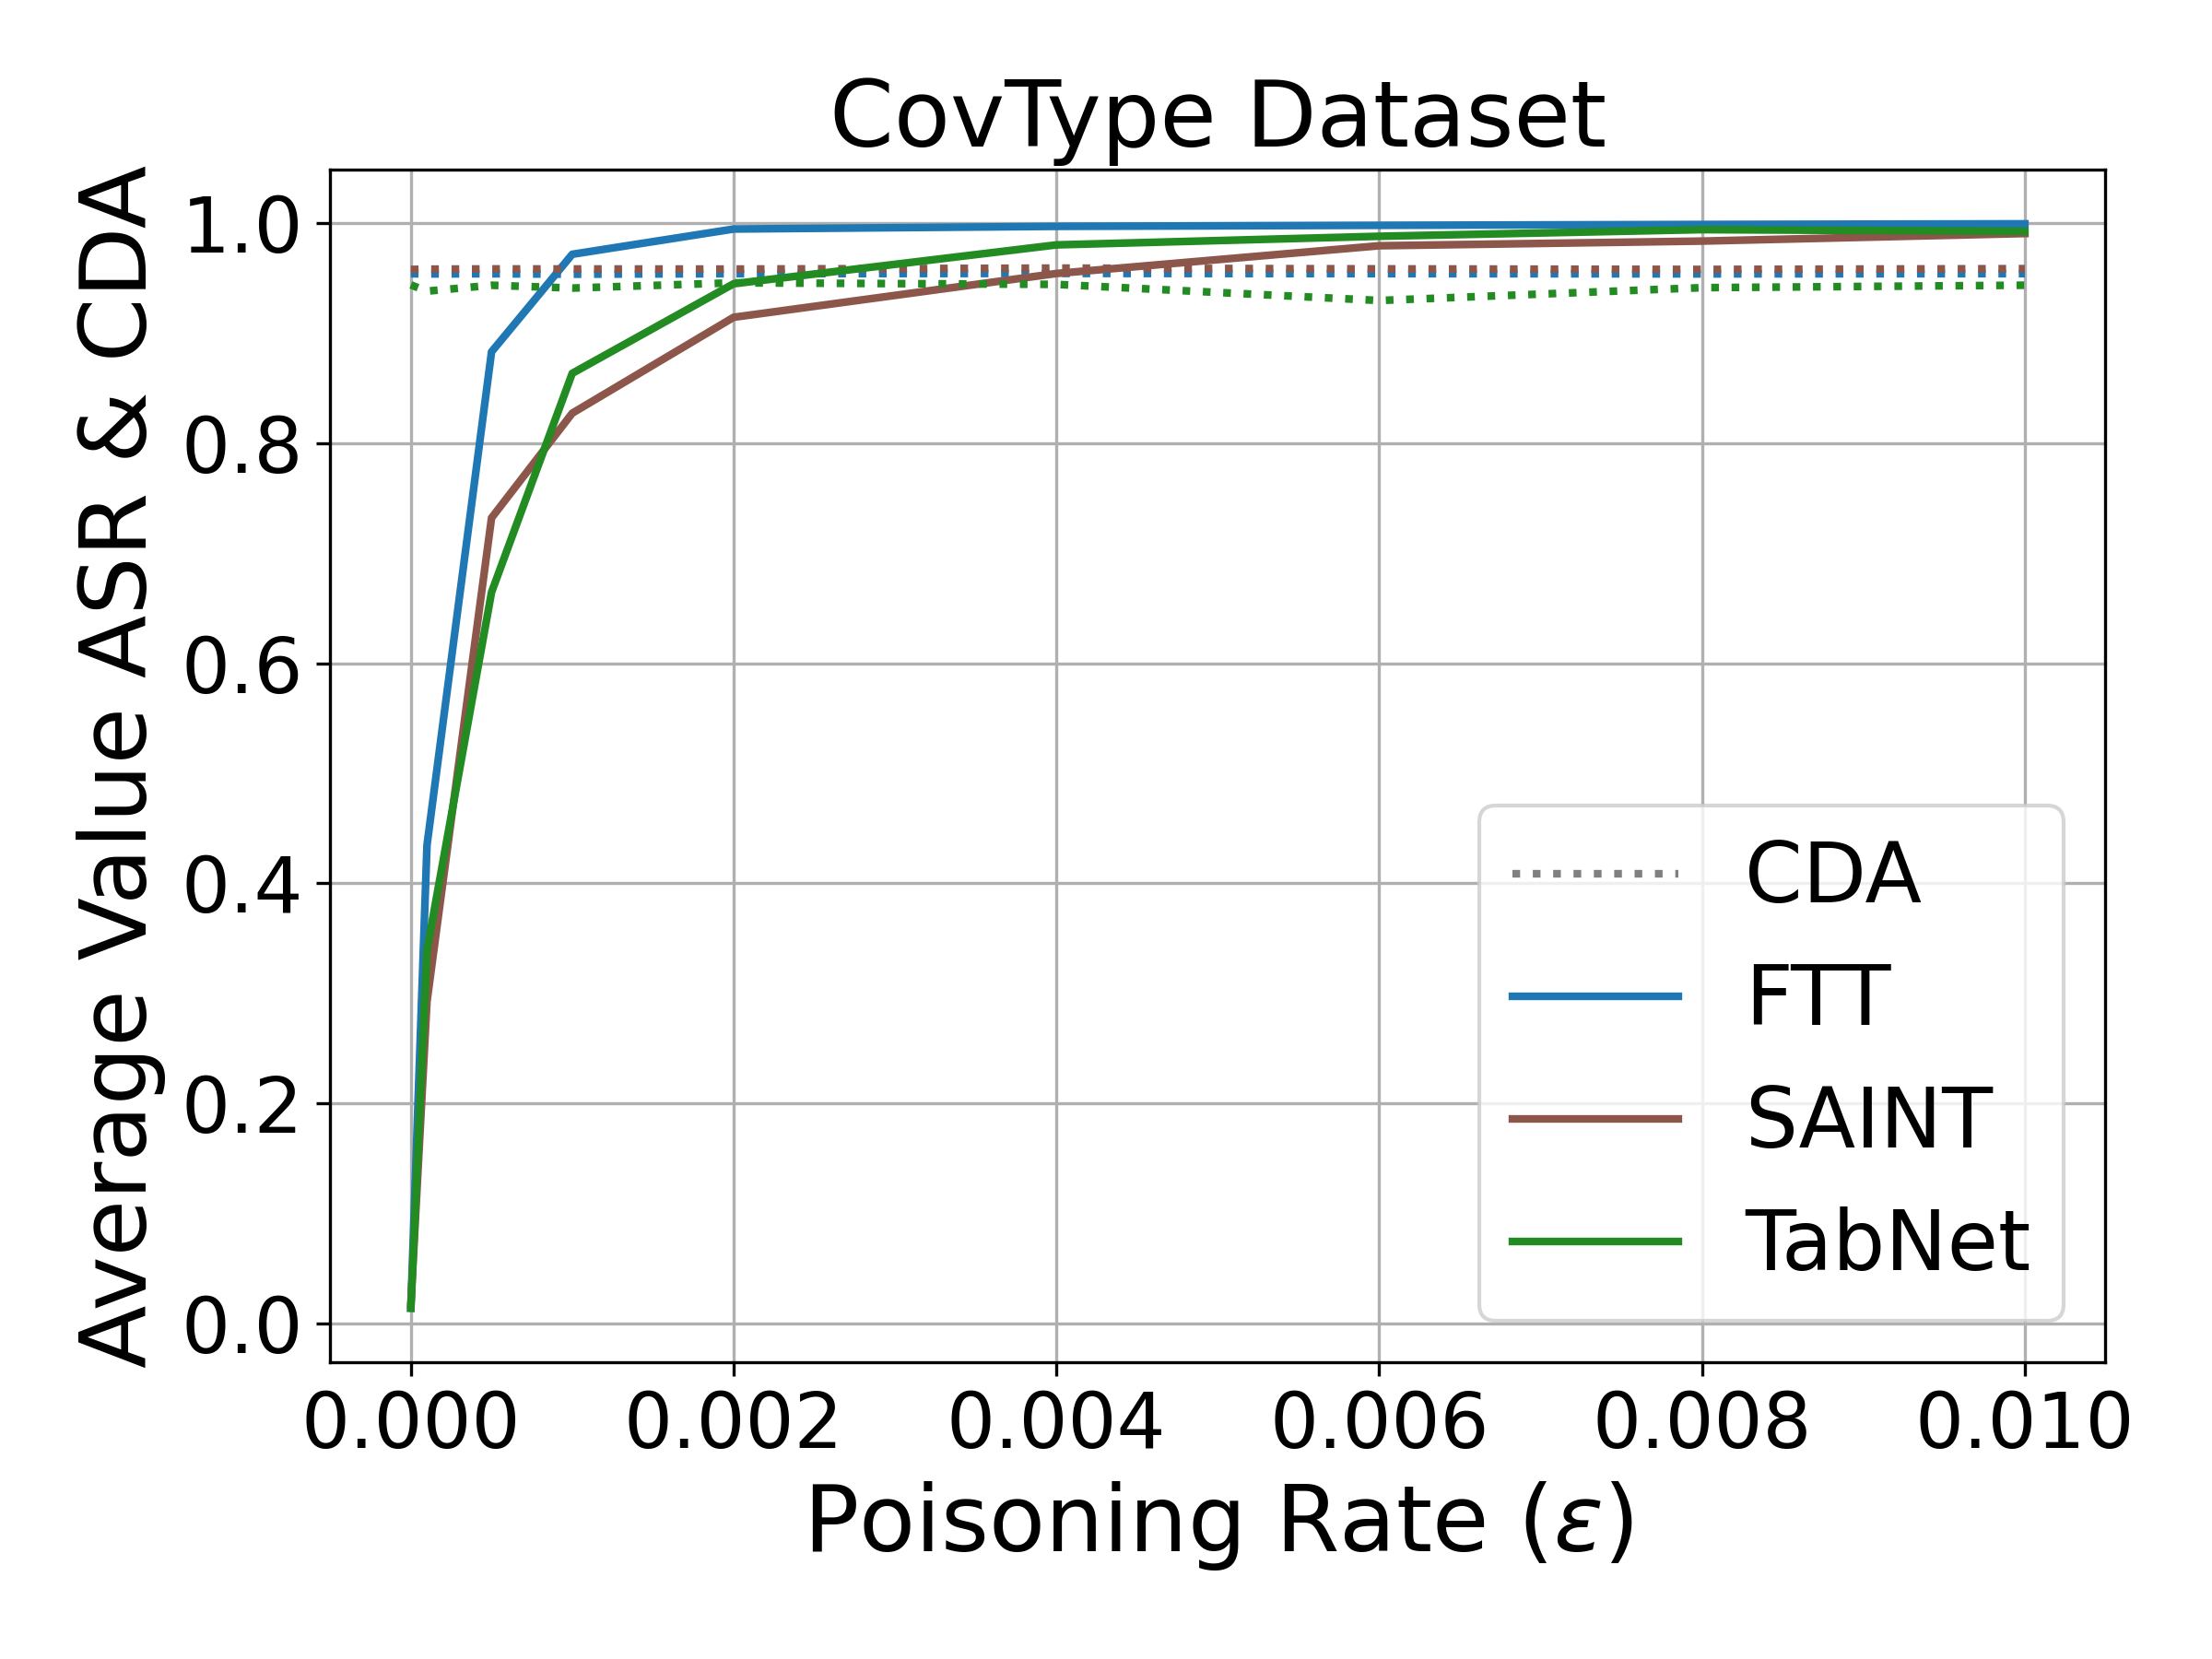 CovType Dataset
Average Value ASR & CDA
1.0
0.8
0.6
0.4
0.2
0.0
CDA
FTT
SAINT
TabNet
0.000 0.002 0.004 0.006 0.008 0.010
Poisoning Rate (ε)